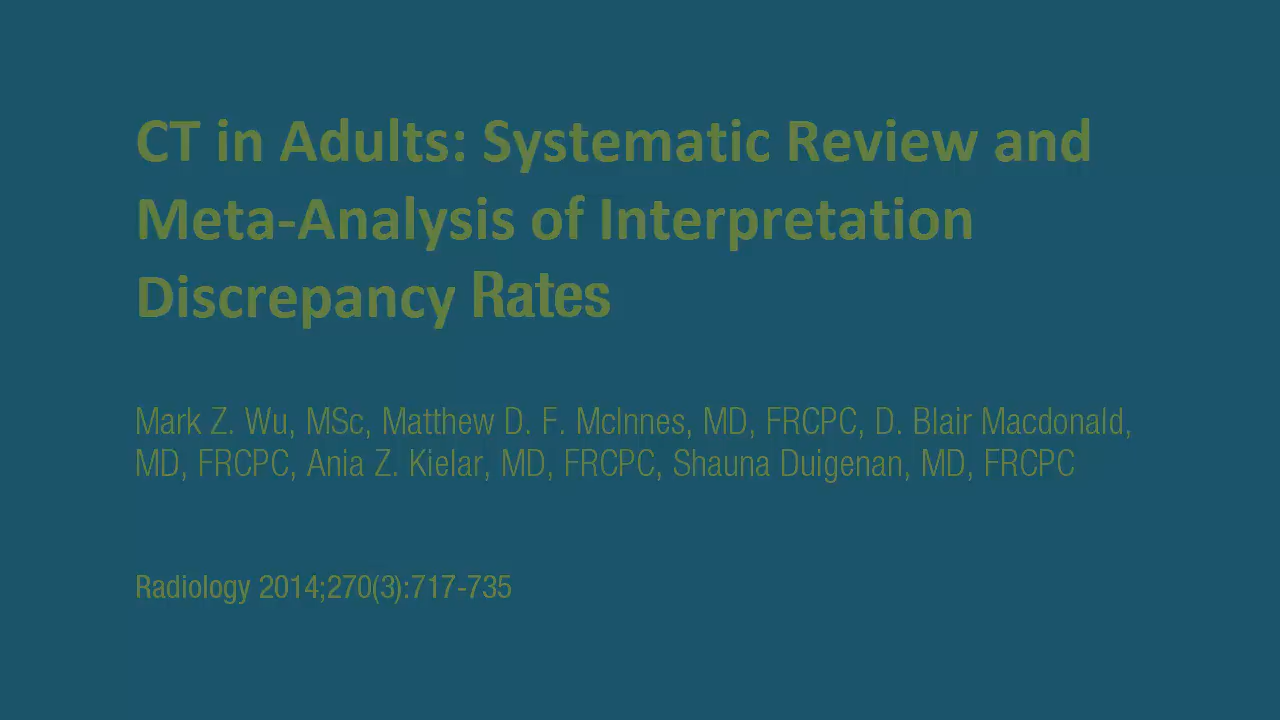 CT in Adults: Systematic Review and
Meta-Analysis of Interpretation
Discrepancy Rates
Mark Z. Wu, MSc, Matthew D. F. McInnes, MD, FRCPC, D. Blair Macdonald,
MD, FRCPC, Ania Z. Kielar, MD, FRCPC, Shauna Duigenan, MD, FRCPC
Radiology 2014;270(3):717-735